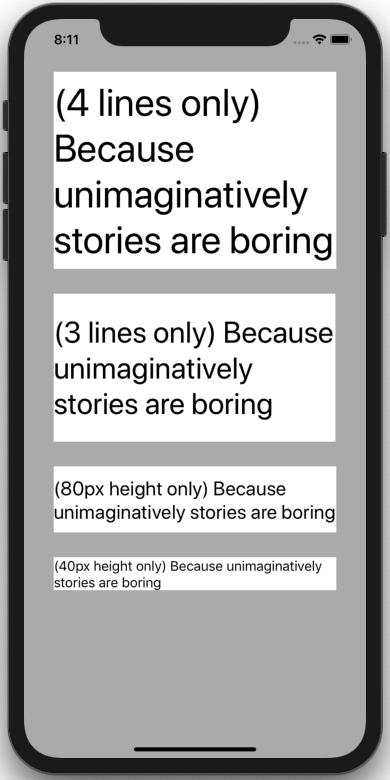 8:11
(4 lines only)
Because
unimaginatively
stories are boring
(3 lines only) Because
unimaginatively
stories are boring
(80px height only) Because
unimaginatively stories are boring
(40px height only) Because unimaginatively
stories are boring